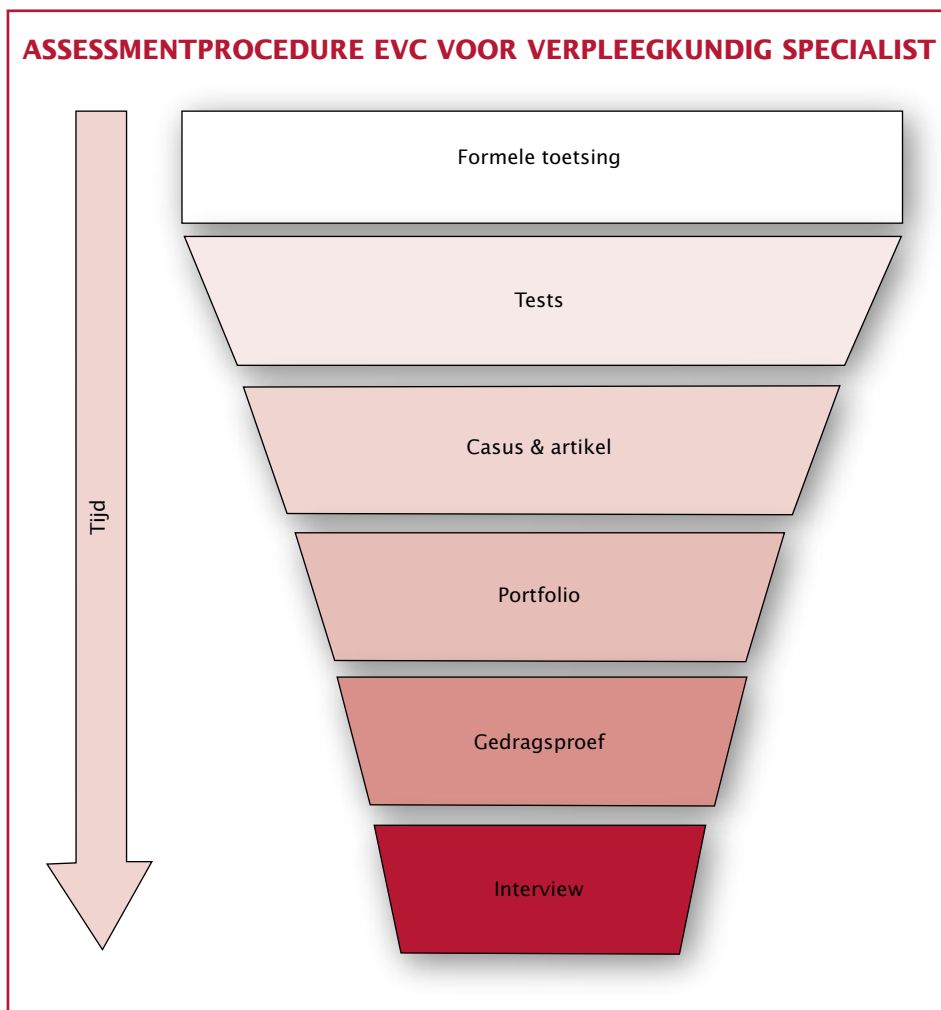 ASSESSMENTPROCEDURE EVC VOOR VERPLEEGKUNDIG SPECIALIST
Formele toetsing
Tests
Casus & artikel
Tijd
Portfolio
Gedragsproef
Interview